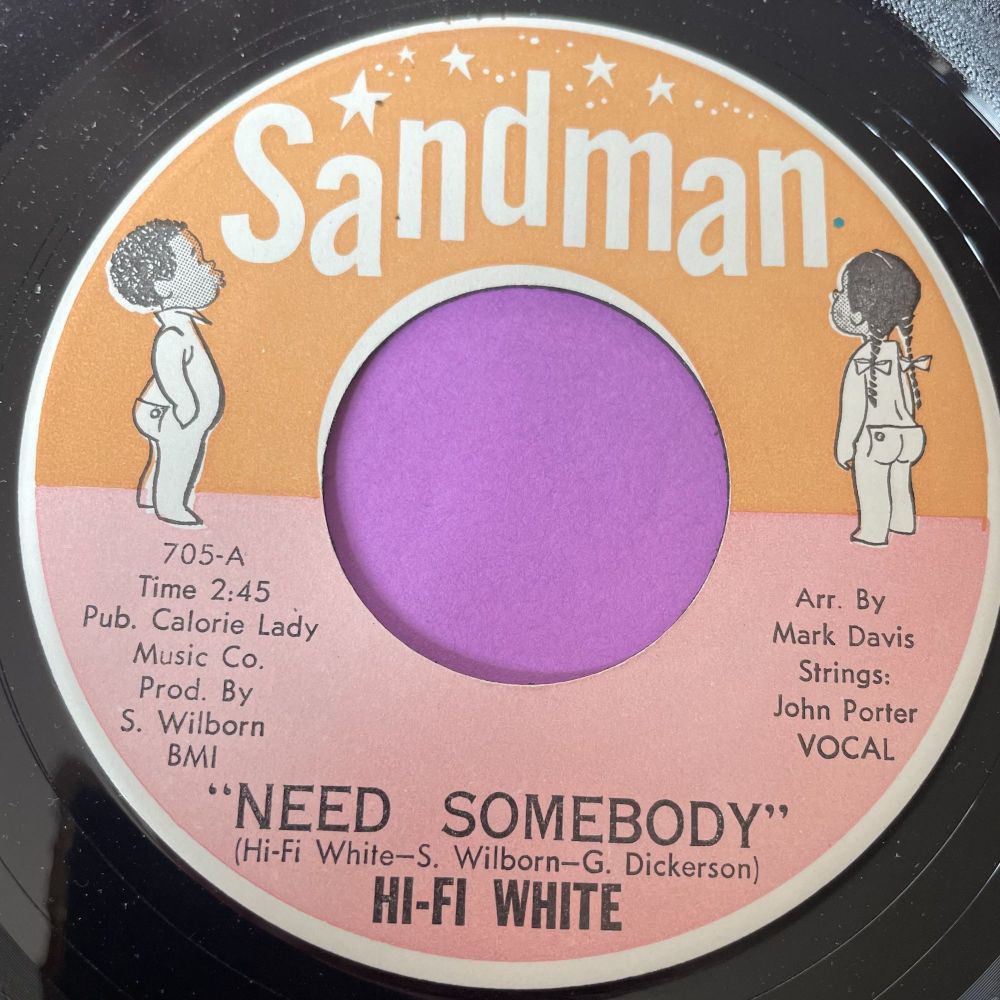 Sandman
705-A
Time 2:45
Pub. Calorie Lady
Music Co.
Prod. By
S. Wilborn
BMI
Arr. By
Mark Davis
Strings:
John Porter
VOCAL
"NEED SOMEBODY"
(Hi-Fi White—S. Wilborn—G. Dickerson)
HI-FI WHITE